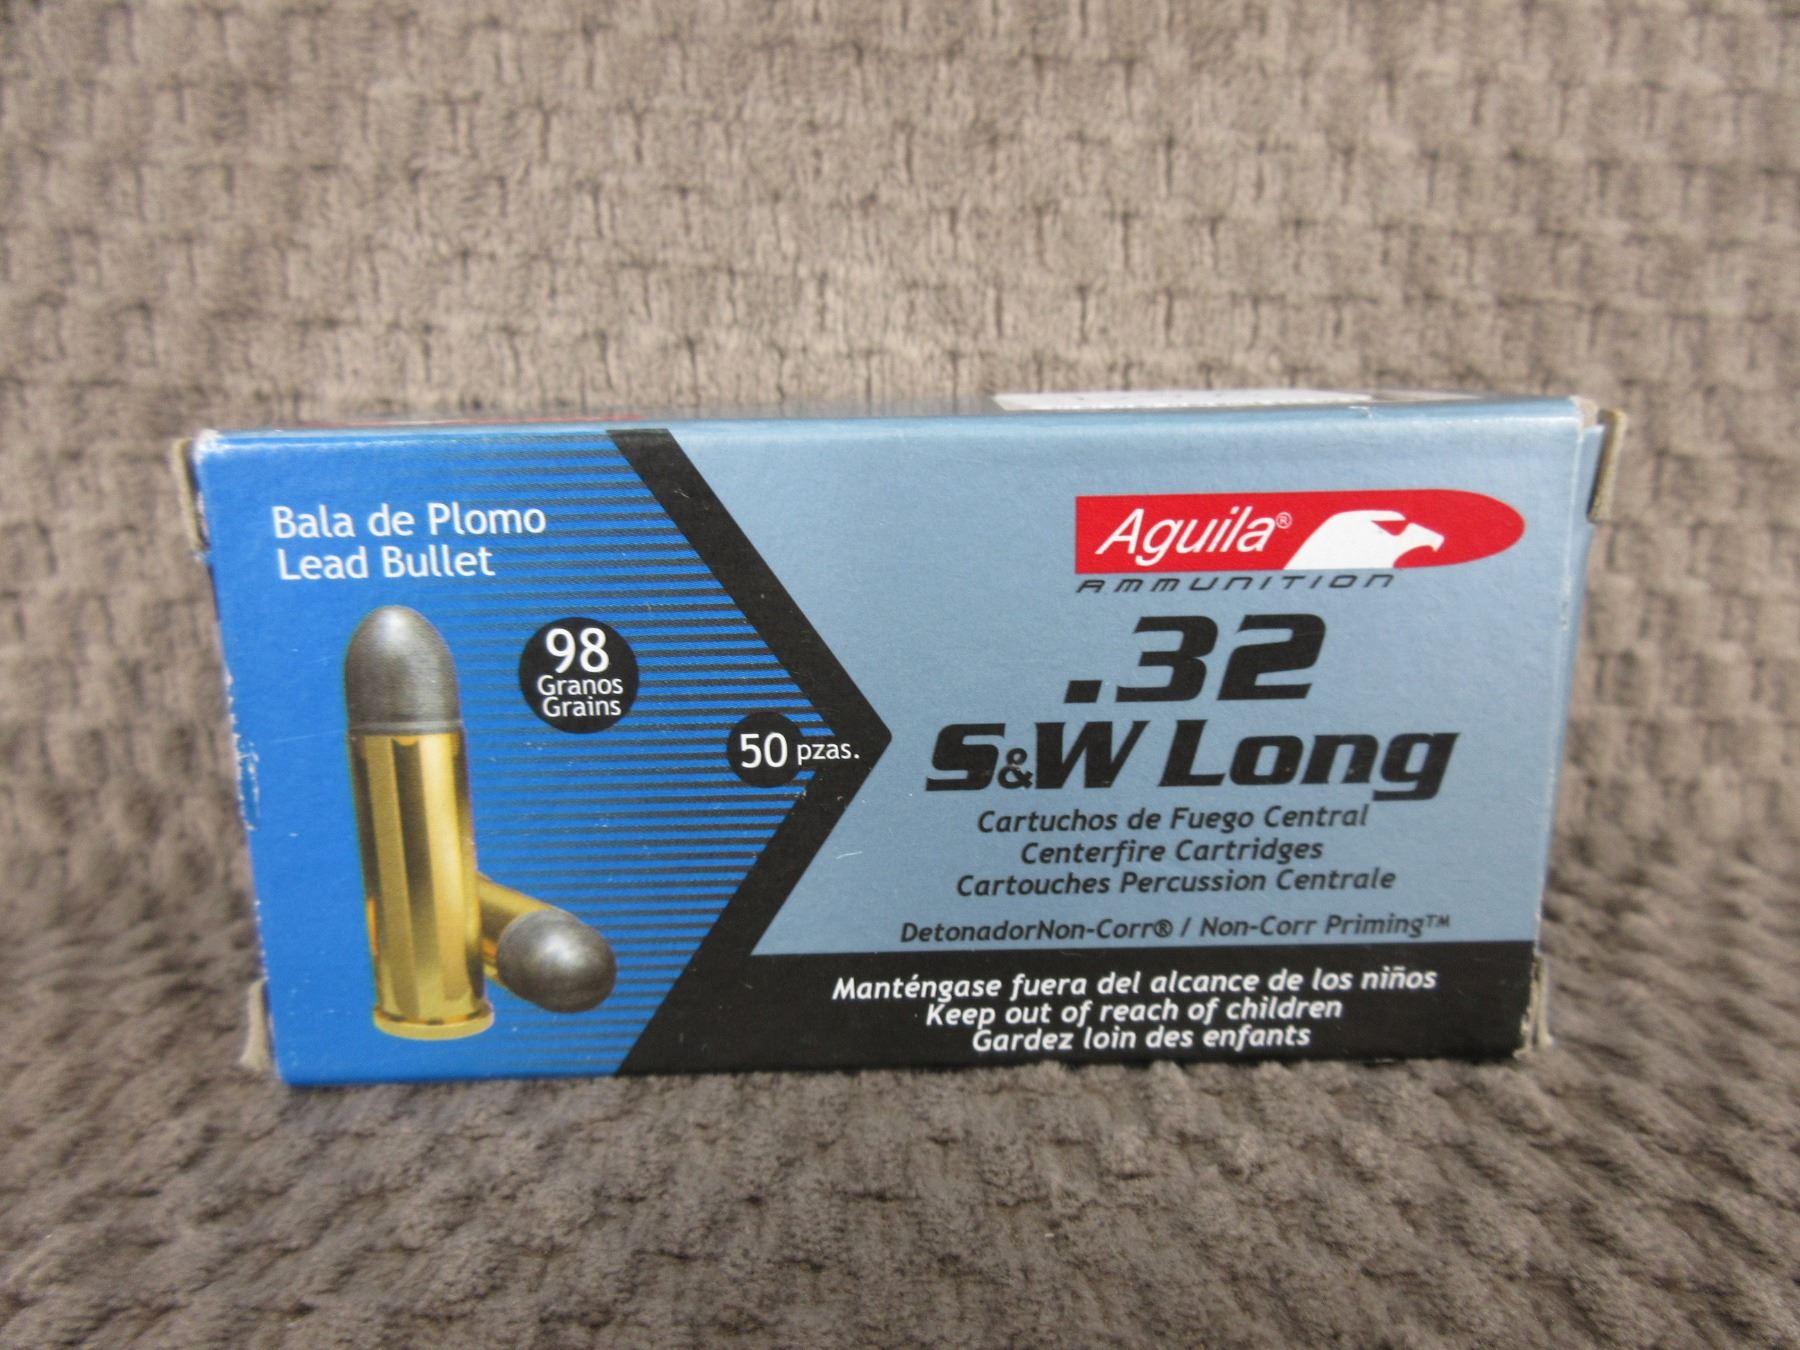 Bala de Plomo
Lead Bullet
98
Granos
Grains
50 pzas.
Aguila®
AMMUNITION
.32
S&W Long
Cartuchos de Fuego Central
Centerfire Cartridges
Cartouches Percussion Centrale
DetonadorNon-Corr® / Non-Corr Priming™
Manténgase fuera del alcance de los niños
Keep out of reach of children
Gardez loin des enfants